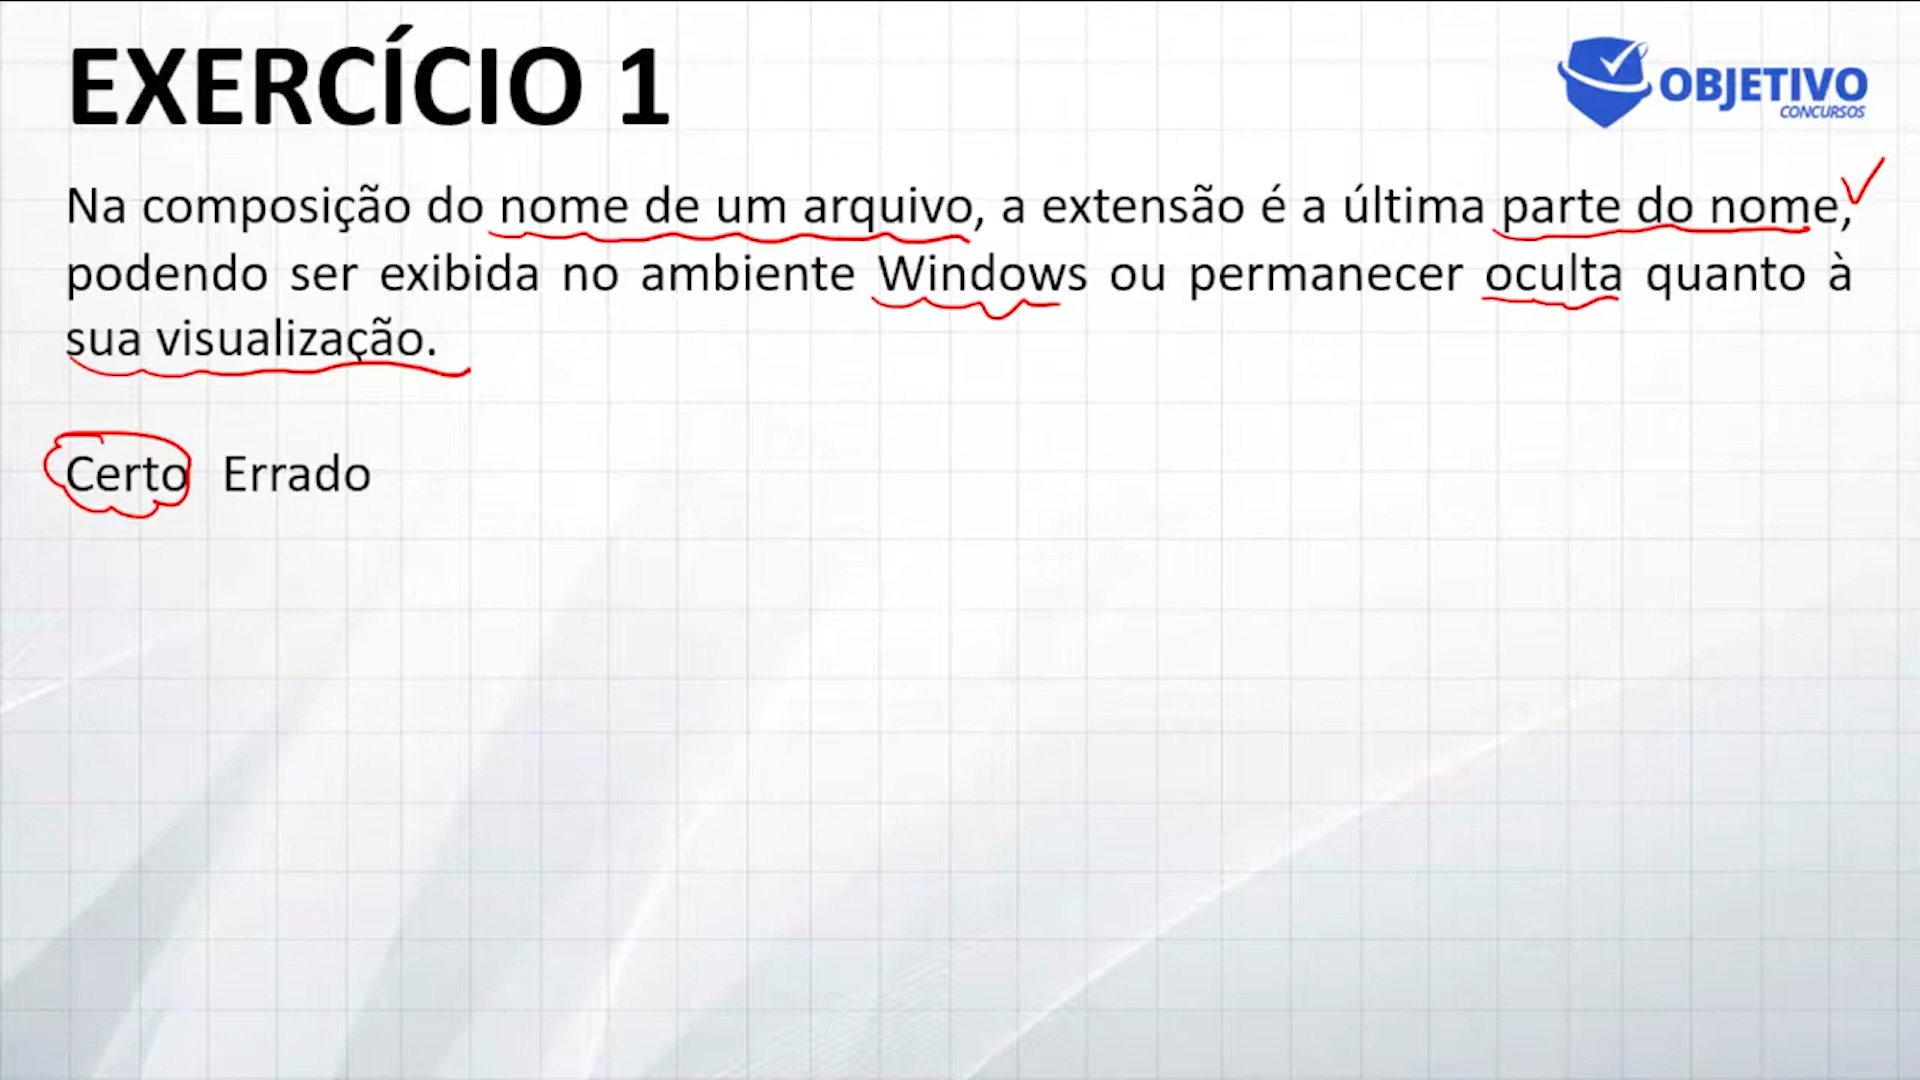 EXERCÍCIO 1
OBJETIVO
CONCURSOS
Na composição do nome de um arquivo, a extensão é a última parte do nome,
podendo ser exibida no ambiente Windows ou permanecer oculta quanto à
sua visualização.
Certo Errado